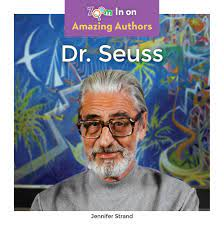 Zoom In on
Amazing Authors
Dr. Seuss
Jennifer Strand